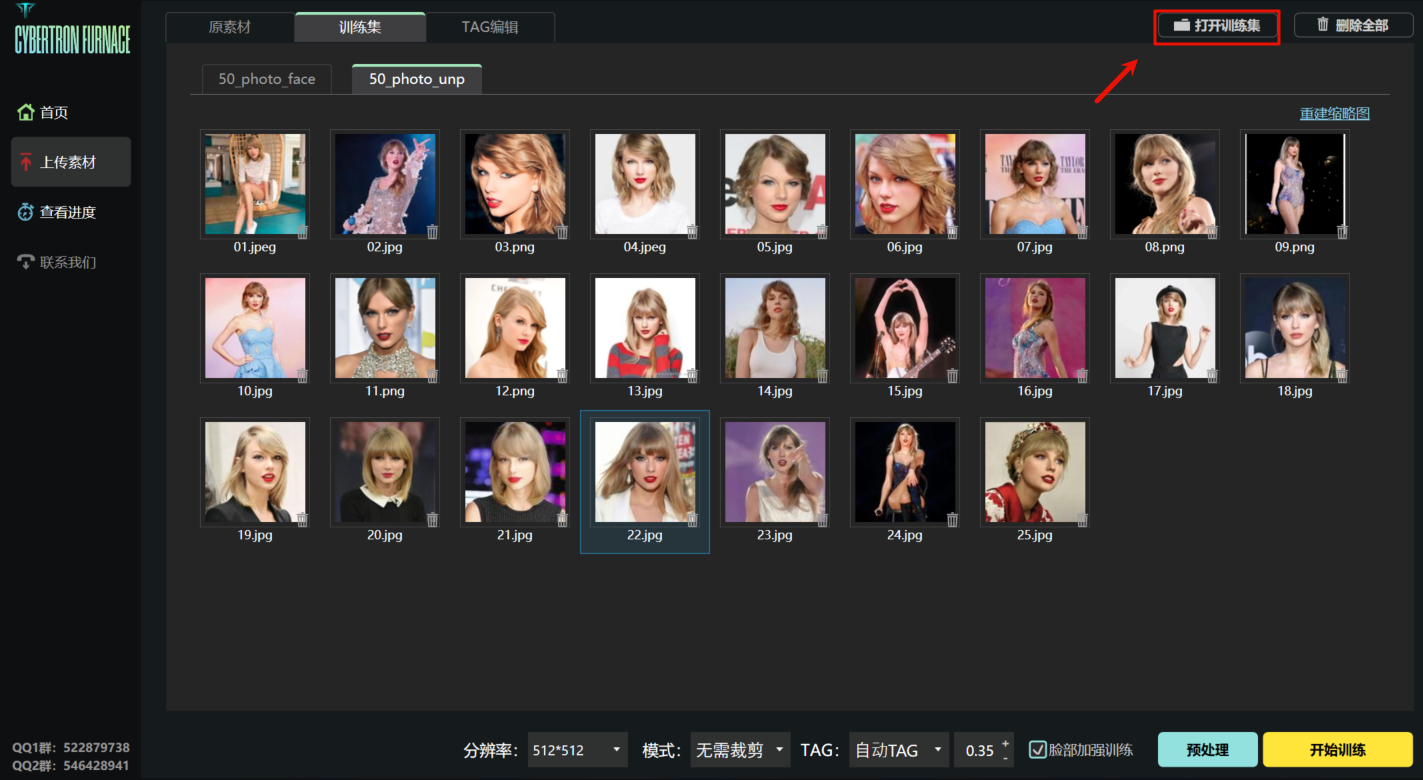 CYBERTRON FURNACE
首页
上传素材
查看进度
联系我们
QQ1群：522879738
QQ2群：546428941
原素材 训练集 TAG编辑 打开训练集 删除全部
50_photo_face 50_photo_unp
重建缩略图
01.jpeg 02.jpg 03.png 04.jpeg 05.jpg 06.jpg 07.jpg 08.png 09.png
10.jpg 11.png 12.png 13.jpg 14.jpg 15.jpg 16.jpg 17.jpg 18.jpg
19.jpg 20.jpg 21.jpg 22.jpg 23.jpg 24.jpg 25.jpg
分辨率： 512*512 模式： 无需裁剪 TAG： 自动TAG 0.35 + - 脸部加强训练 预处理 开始训练